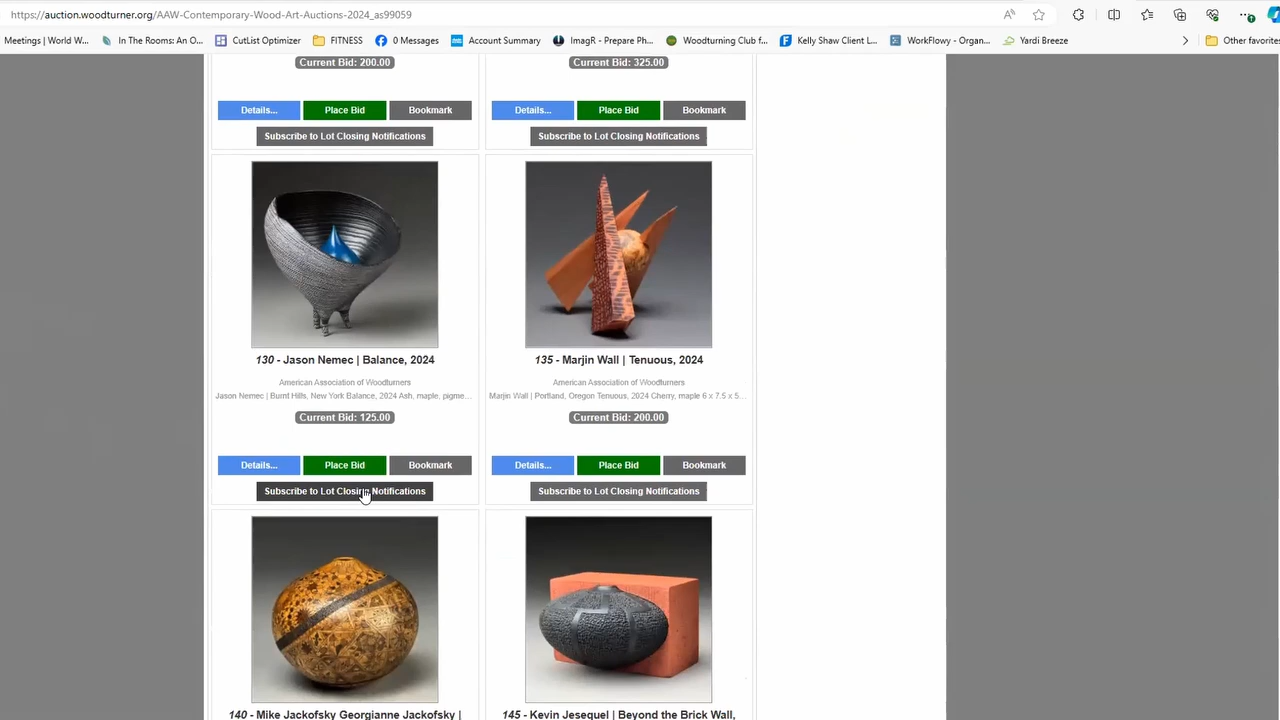 https://auction.woodturner.org/AAW-Contemporary-Wood-Art-Auctions-2024_as99059
Meetings | World W... In The Rooms: An O... CutList Optimizer FITNESS 0 Messages Account Summary ImagR - Prepare Ph... Woodturning Club f... Kelly Shaw Client L... WorkFlowy - Organ... Yardi Breeze Other favorites
Current Bid: 200.00 Current Bid: 325.00
Details... Place Bid Bookmark Details... Place Bid Bookmark
Subscribe to Lot Closing Notifications Subscribe to Lot Closing Notifications
130 - Jason Nemec | Balance, 2024 135 - Marjin Wall | Tenuous, 2024
American Association of Woodturners American Association of Woodturners
Jason Nemec | Burnt Hills, New York Balance, 2024 Ash, maple, pigme... Marjin Wall | Portland, Oregon Tenuous, 2024 Cherry, maple 6 x 7.5 x 5...
Current Bid: 125.00 Current Bid: 200.00
Details... Place Bid Bookmark Details... Place Bid Bookmark
Subscribe to Lot Closing Notifications Subscribe to Lot Closing Notifications
140 - Mike Jackofsky Georgianne Jackofsky | 145 - Kevin Jesequel | Beyond the Brick Wall,